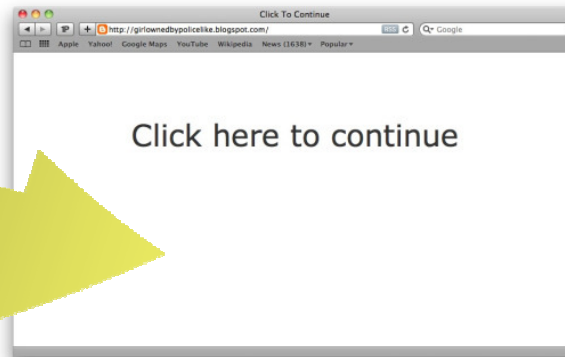 Click To Continue
http://girlownedbypolicelike.blogspot.com/
RSS
Google
Apple Yahoo! Google Maps YouTube Wikipedia News (1638) Popular
Click here to continue